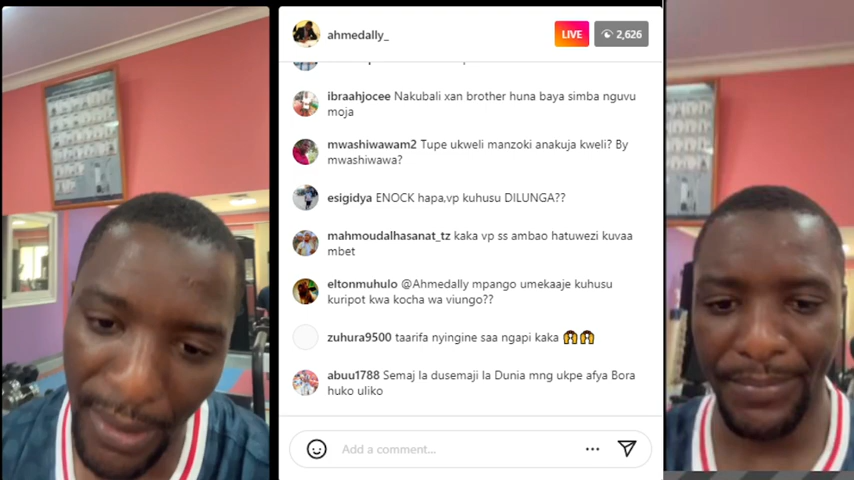 ahmedally_
LIVE
2,626
ibraahjocee Nakubali xan brother huna baya simba nguvu
moja
mwashiwawam2 Tupe ukweli manzoki anakuja kweli? By
mwashiwawa?
esigidya ENOCK hapa,vp kuhusu DILUNGA??
mahmoudalhasanat_tz kaka vp ss ambao hatuwezi kuvaa
mbet
eltonmuhulo @Ahmedally mpango umekaaje kuhusu
kuripot kwa kocha wa viungo??
zuhura9500 taarifa nyingine saa ngapi kaka
abuu1788 Semaj la dusemaji la Dunia mng ukpe afya Bora
huko uliko
Add a comment...